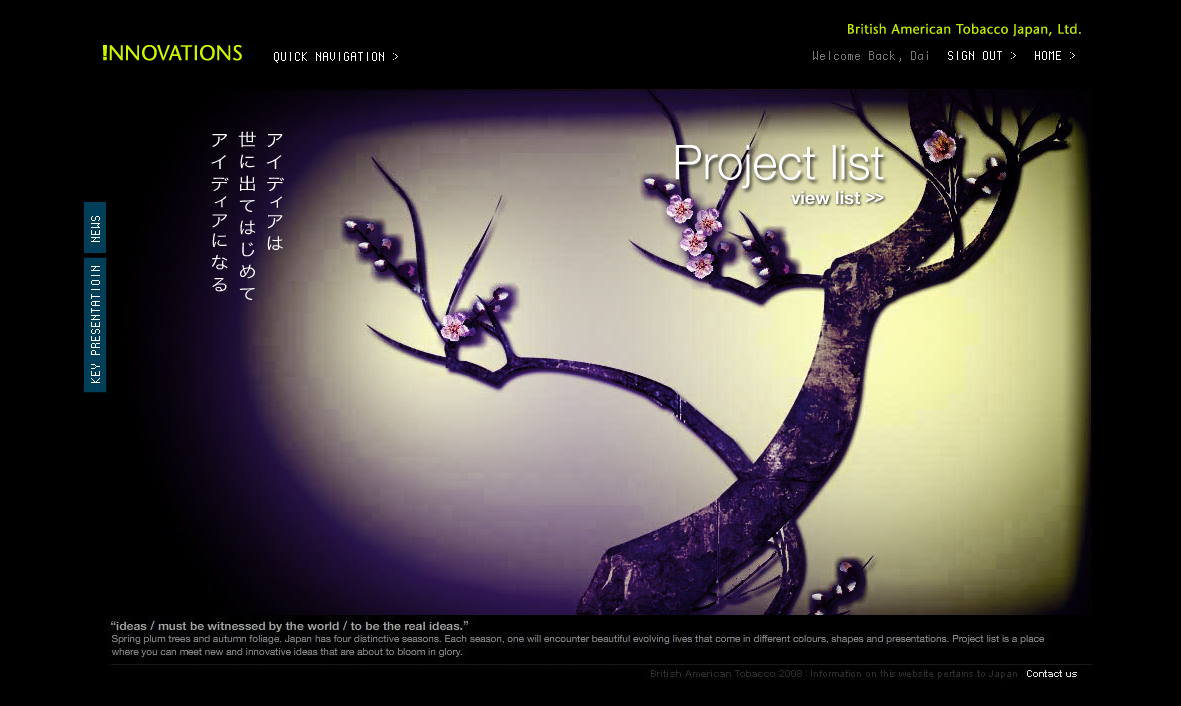 British American Tobacco Japan, Ltd.
!NNOVATIONS
QUICK NAVIGATION >
Welcome Back, Dai
SIGN OUT >
HOME >
アイディアは
世に出てはじめて
アイディアになる
Project list
view list >>
NEWS
KEY PRESENTATIOIN
“ideas / must be witnessed by the world / to be the real ideas.”
Spring plum trees and autumn foliage. Japan has four distinctive seasons. Each season, one will encounter beautiful evolving lives that come in different colours, shapes and presentations. Project list is a place
where you can meet new and innovative ideas that are about to bloom in glory.
British American Tobacco 2008 : Information on this website pertains to Japan
Contact us